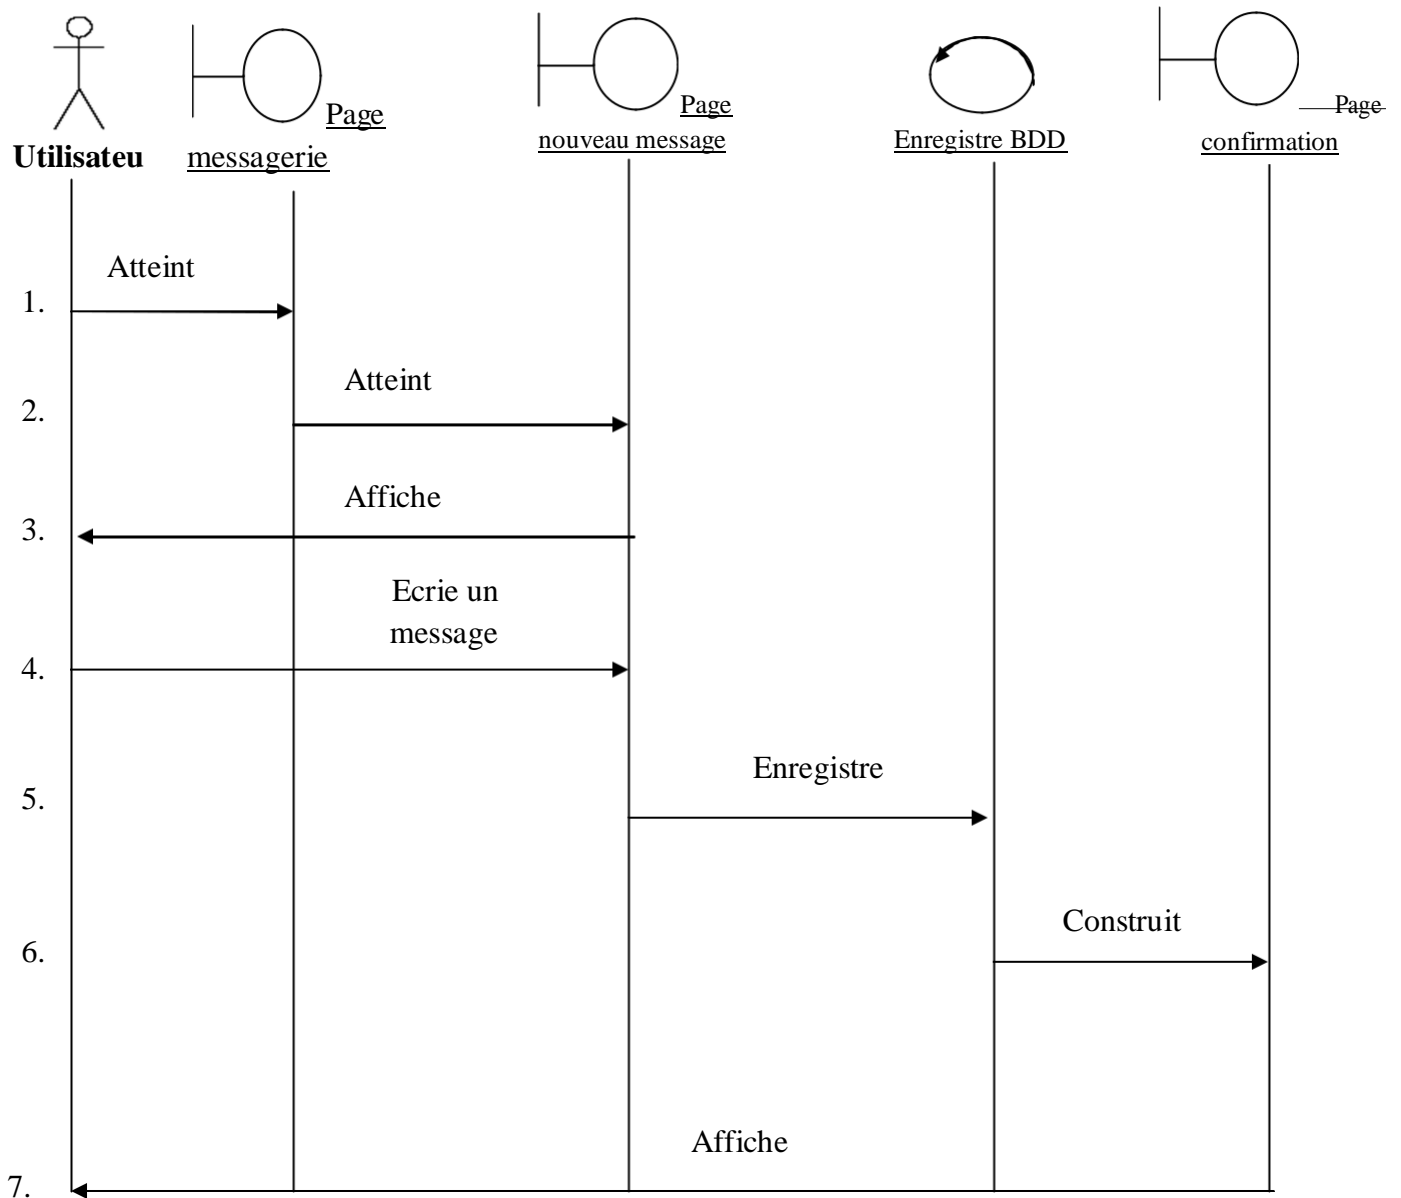 Page
messagerie
Page
nouveau message
Enregistre BDD
Page
confirmation
Utilisateu
Atteint
1.
Atteint
2.
Affiche
3.
Ecrie un
message
4.
Enregistre
5.
Construit
6.
Affiche
7.